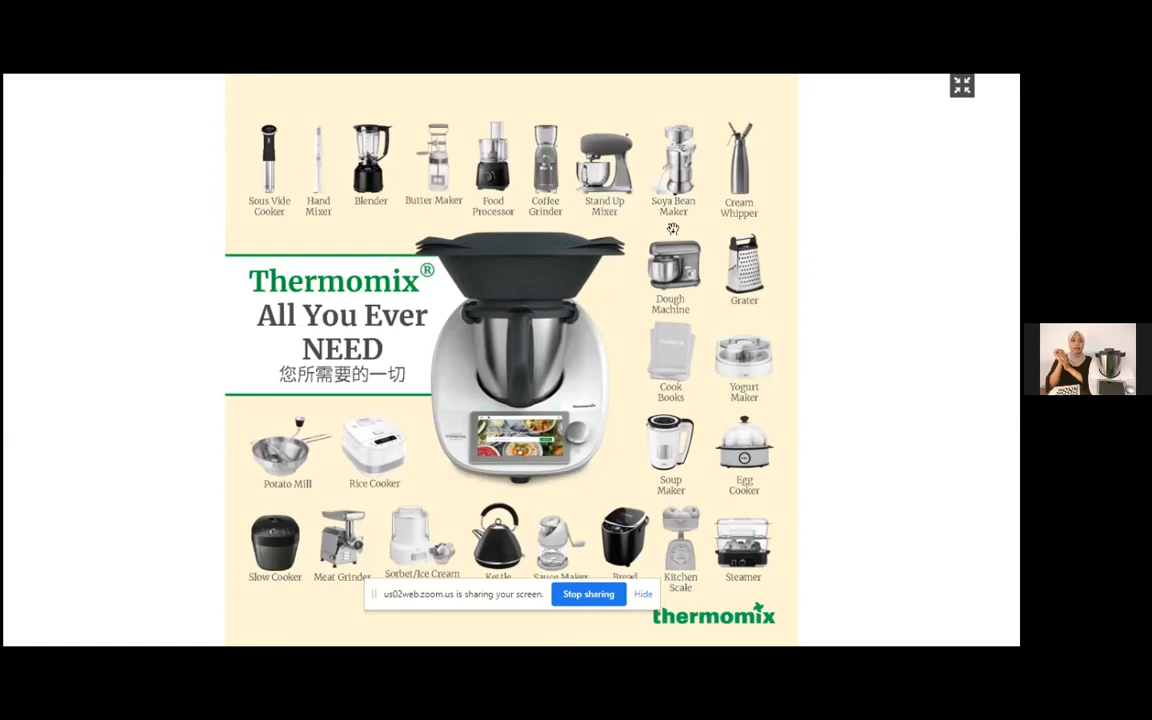 Sous Vide
Cooker
Hand
Mixer
Blender
Butter Maker
Food
Processor
Coffee
Grinder
Stand Up
Mixer
Soya Bean
Maker
Cream
Whipper
Thermomix®
All You Ever
NEED
您所需要的一切
thermomix
Dough
Machine
Grater
Cook
Books
Yogurt
Maker
Soup
Maker
Egg
Cooker
Potato Mill
Rice Cooker
Slow Cooker
Meat Grinder
Sorbet/Ice Cream
Kettle
Sauce Maker
Bread
Kitchen
Scale
Steamer
us02web.zoom.us is sharing your screen.
Stop sharing
Hide
thermomix